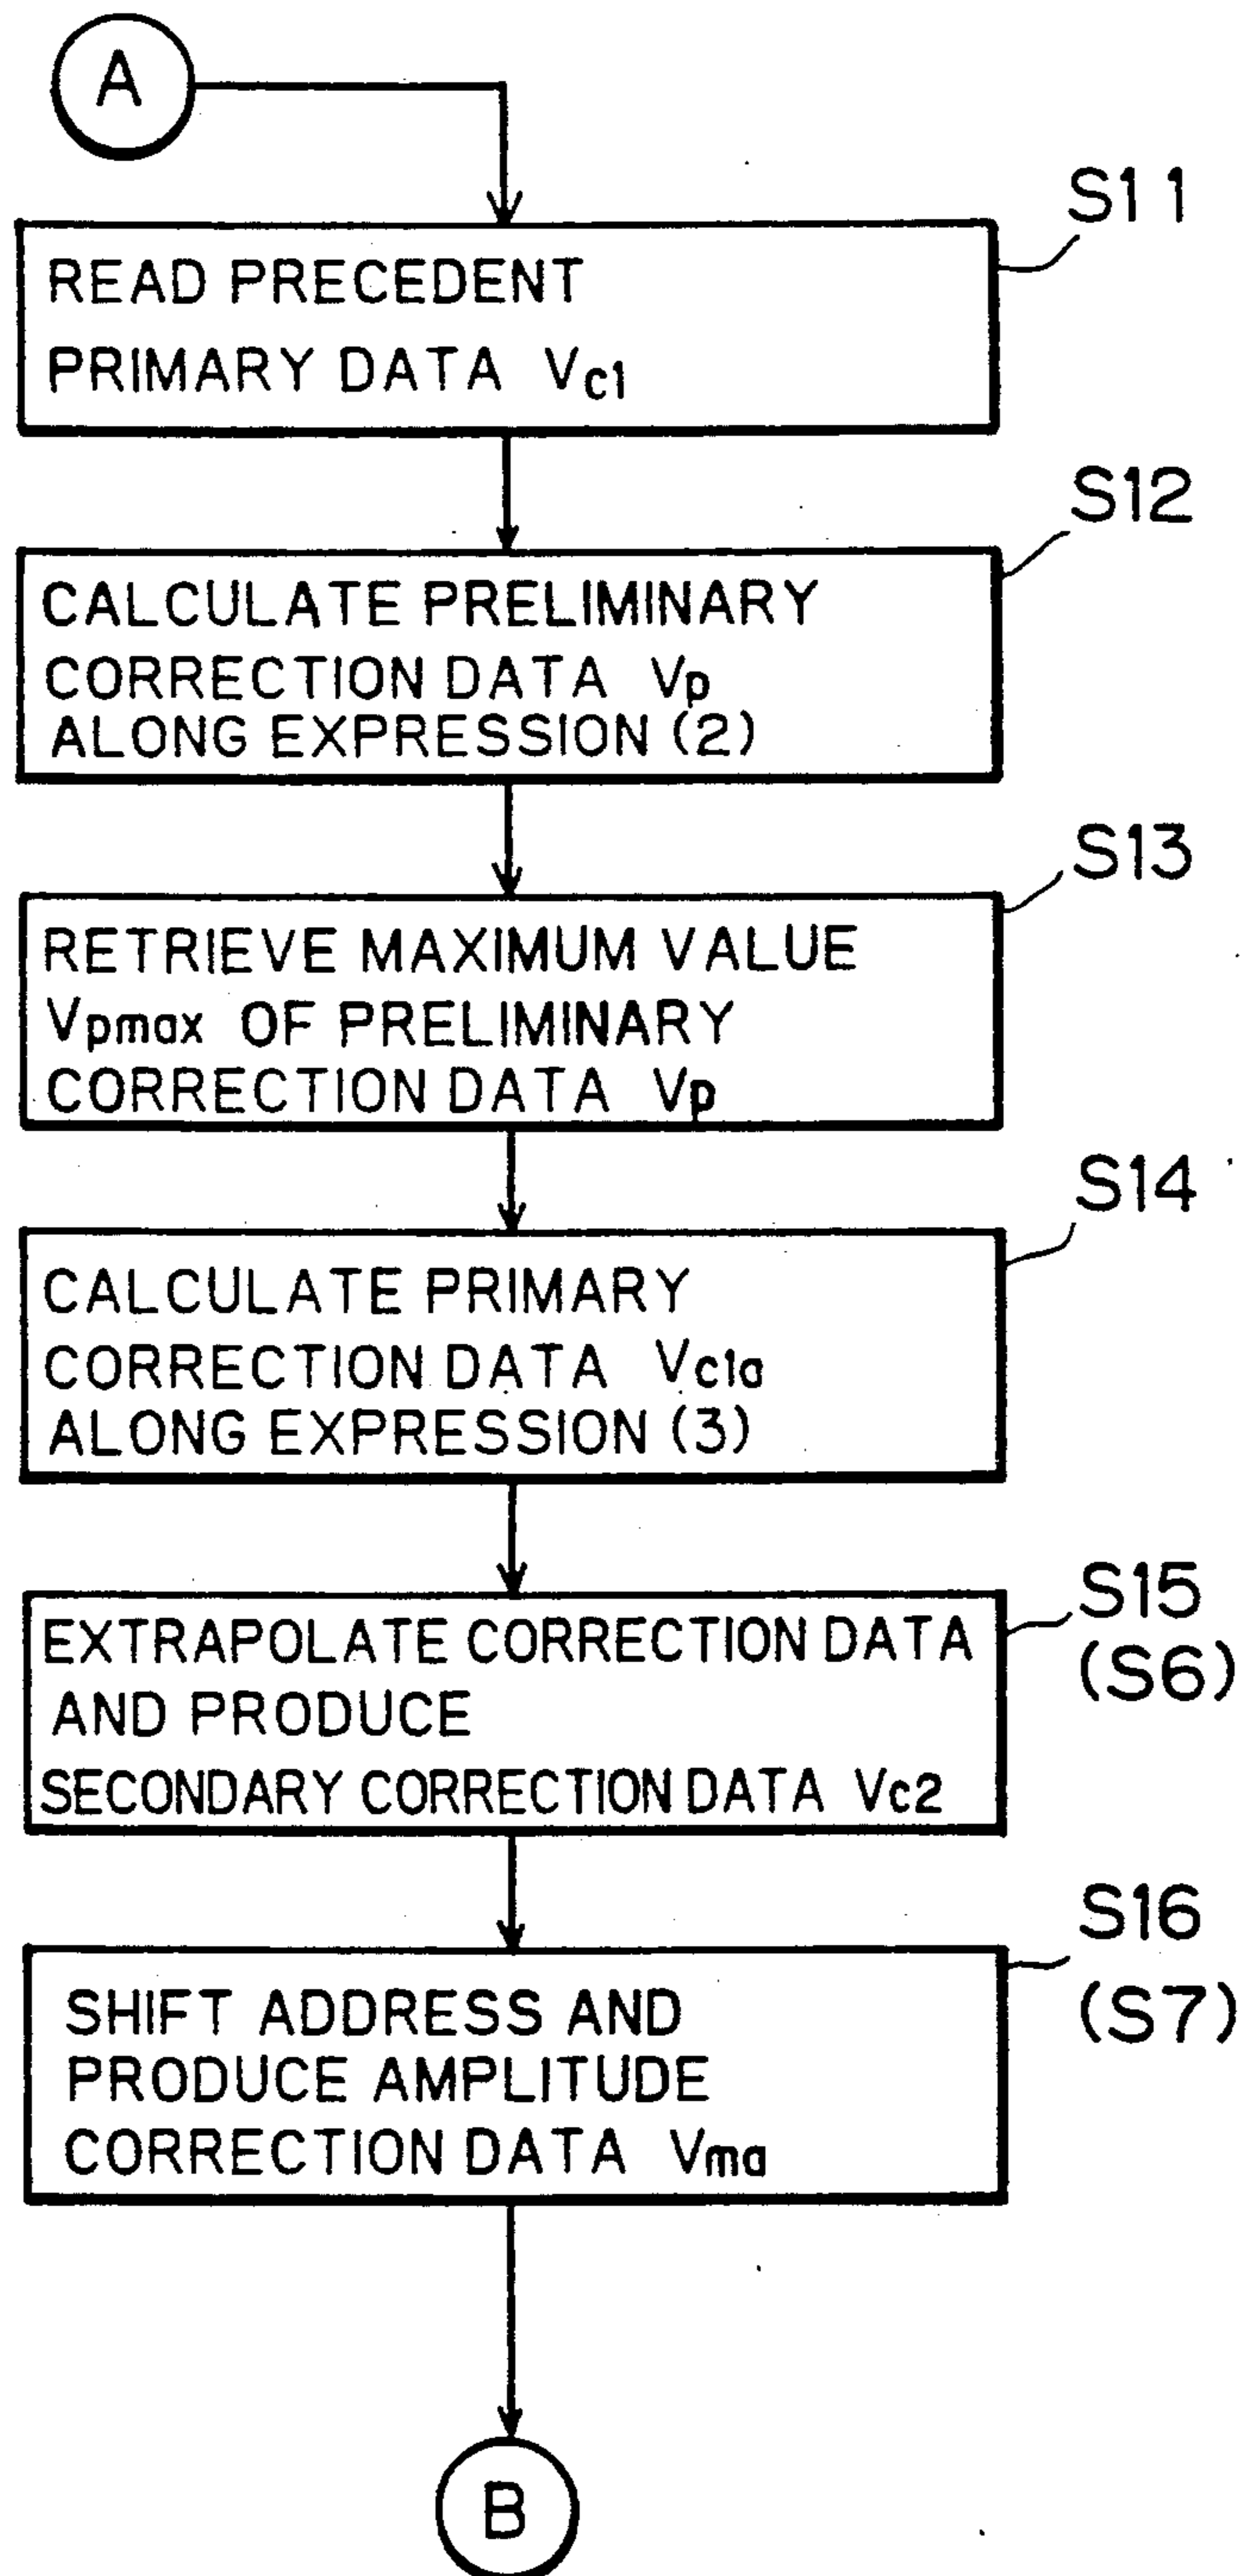 A
S11
READ PRECEDENT
PRIMARY DATA Vc1
S12
CALCULATE PRELIMINARY
CORRECTION DATA Vp
ALONG EXPRESSION (2)
S13
RETRIEVE MAXIMUM VALUE
Vpmax OF PRELIMINARY
CORRECTION DATA Vp
S14
CALCULATE PRIMARY
CORRECTION DATA Vc1a
ALONG EXPRESSION (3)
S15
(S6)
EXTRAPOLATE CORRECTION DATA
AND PRODUCE
SECONDARY CORRECTION DATA Vc2
S16
(S7)
SHIFT ADDRESS AND
PRODUCE AMPLITUDE
CORRECTION DATA Vma
B